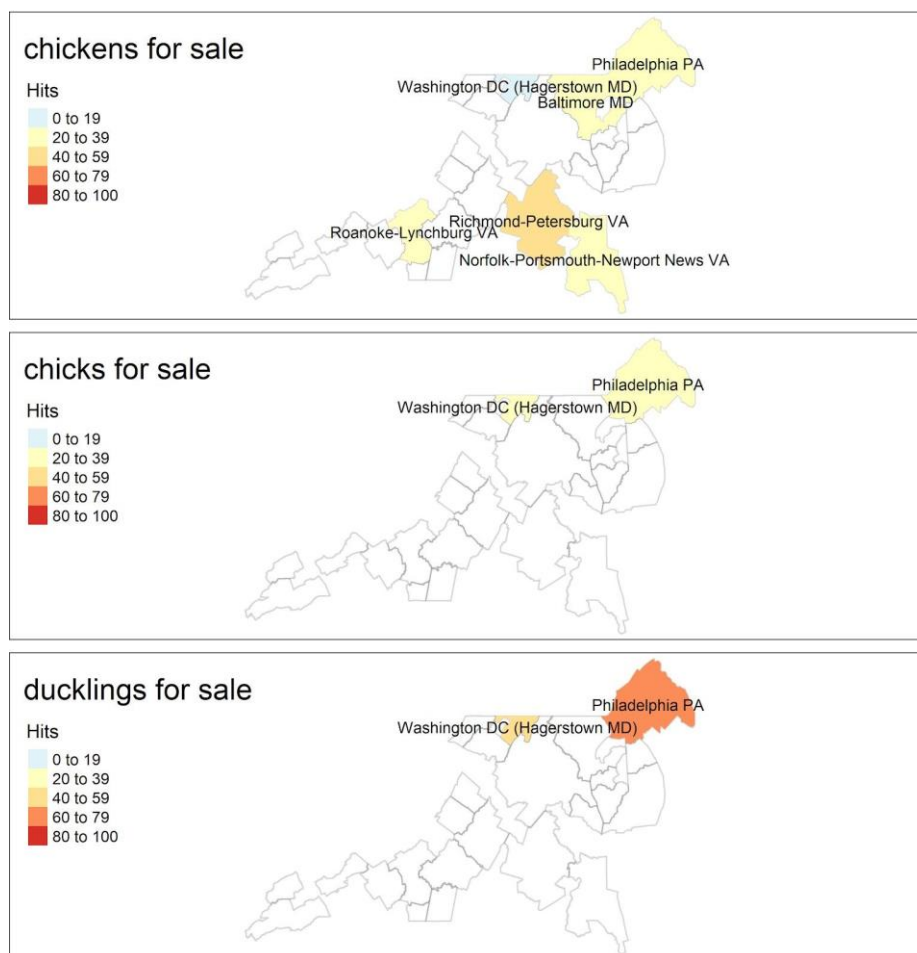 chickens for sale
Hits
0 to 19
20 to 39
40 to 59
60 to 79
80 to 100
Philadelphia PA
Washington DC (Hagerstown MD)
Baltimore MD
Richmond-Petersburg VA
Roanoke-Lynchburg VA
Norfolk-Portsmouth-Newport News VA
chicks for sale
Hits
0 to 19
20 to 39
40 to 59
60 to 79
80 to 100
Philadelphia PA
Washington DC (Hagerstown MD)
ducklings for sale
Hits
0 to 19
20 to 39
40 to 59
60 to 79
80 to 100
Philadelphia PA
Washington DC (Hagerstown MD)